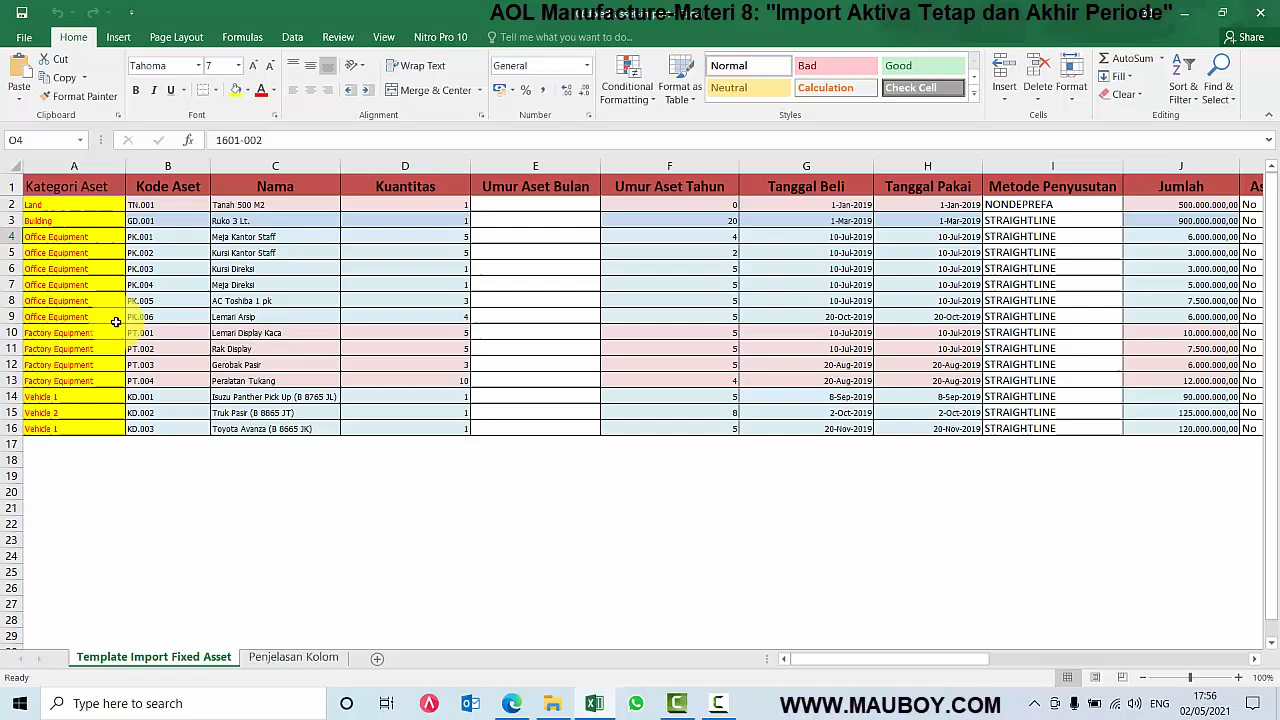 AOL Manufacture-Materi 8: "Import Aktiva Tetap dan Akhir Periode"
File Home Insert Page Layout Formulas Data Review View Nitro Pro 10 Tell me what you want to do... Share
Cut
Copy
Format Painter
Paste
Clipboard
Tahoma 7
B I U
Font
Wrap Text
Merge & Center
Alignment
General
%
Number
Conditional Formatting
Format as Table
Normal Bad Good
Neutral Calculation Check Cell
Styles
Insert Delete Format
Cells
AutoSum
Fill
Clear
Sort & Filter
Find & Select
Editing
O4 fx 1601-002
A B C D E F G H I J
1 Kategori Aset Kode Aset Nama Kuantitas Umur Aset Bulan Umur Aset Tahun Tanggal Beli Tanggal Pakai Metode Penyusutan Jumlah As
2 Land TN.001 Tanah 500 M2 1 0 1-Jan-2019 1-Jan-2019 NONDEPREFA 500.000.000,00 No
3 Building GD.001 Ruko 3 Lt. 1 20 1-Mar-2019 1-Mar-2019 STRAIGHTLINE 900.000.000,00 No
4 Office Equipment PK.001 Meja Kantor Staff 5 4 10-Jul-2019 10-Jul-2019 STRAIGHTLINE 6.000.000,00 No
5 Office Equipment PK.002 Kursi Kantor Staff 5 2 10-Jul-2019 10-Jul-2019 STRAIGHTLINE 3.000.000,00 No
6 Office Equipment PK.003 Kursi Direksi 1 5 10-Jul-2019 10-Jul-2019 STRAIGHTLINE 3.000.000,00 No
7 Office Equipment PK.004 Meja Direksi 1 5 10-Jul-2019 10-Jul-2019 STRAIGHTLINE 5.000.000,00 No
8 Office Equipment PK.005 AC Toshiba 1 pk 3 5 10-Jul-2019 10-Jul-2019 STRAIGHTLINE 7.500.000,00 No
9 Office Equipment PK.006 Lemari Arsip 4 5 20-Oct-2019 20-Oct-2019 STRAIGHTLINE 6.000.000,00 No
10 Factory Equipment PT.001 Lemari Display Kaca 5 5 10-Jul-2019 10-Jul-2019 STRAIGHTLINE 10.000.000,00 No
11 Factory Equipment PT.002 Rak Display 5 5 10-Jul-2019 10-Jul-2019 STRAIGHTLINE 7.500.000,00 No
12 Factory Equipment PT.003 Gerobak Pasir 3 5 20-Aug-2019 20-Aug-2019 STRAIGHTLINE 6.000.000,00 No
13 Factory Equipment PT.004 Peralatan Tukang 10 4 20-Aug-2019 20-Aug-2019 STRAIGHTLINE 12.000.000,00 No
14 Vehicle 1 KD.001 Isuzu Panther Pick Up (B 8765 JL) 1 5 8-Sep-2019 8-Sep-2019 STRAIGHTLINE 90.000.000,00 No
15 Vehicle 2 KD.002 Truk Pasir (B 8865 JT) 1 8 2-Oct-2019 2-Oct-2019 STRAIGHTLINE 125.000.000,00 No
16 Vehicle 1 KD.003 Toyota Avanza (B 8665 JK) 1 5 20-Nov-2019 20-Nov-2019 STRAIGHTLINE 120.000.000,00 No
17
18
19
20
21
22
23
24
25
26
27
28
29
Template Import Fixed Asset Penjelasan Kolom
Ready 100%
Type here to search WWW.MAUBOY.COM ENG 17:56
02/05/2021